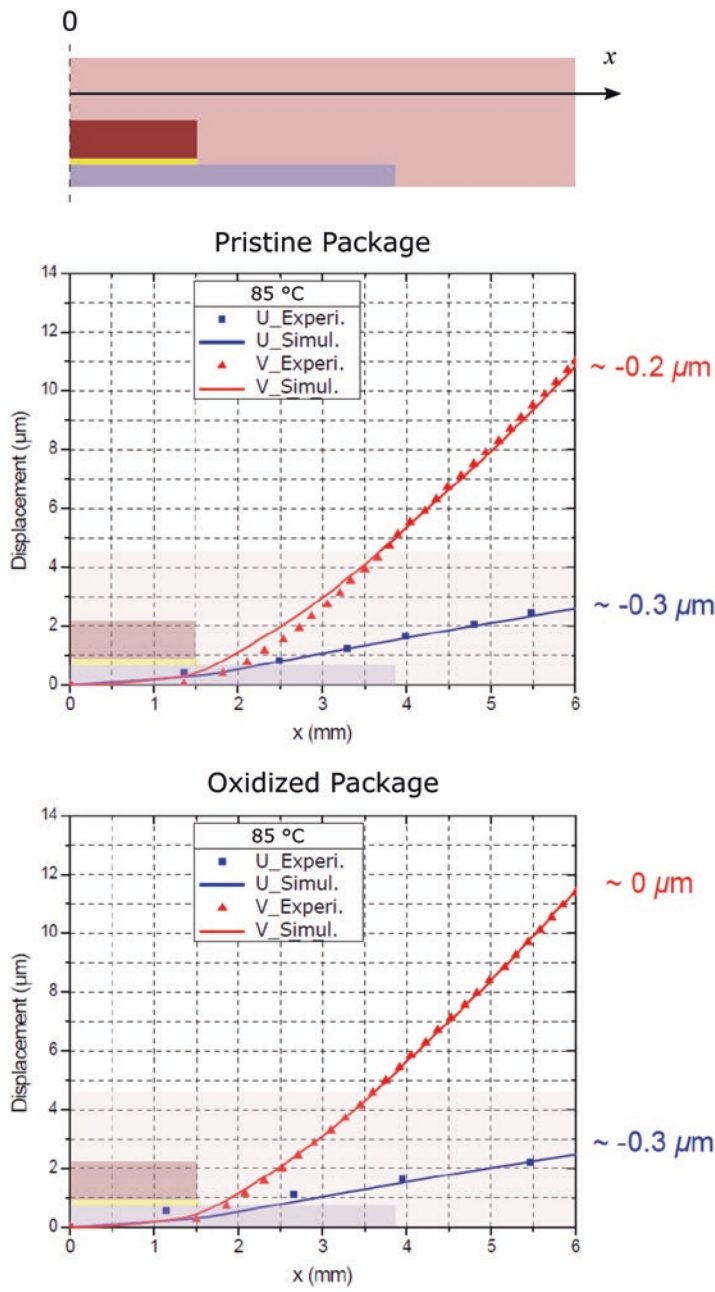 0
x
Pristine Package
14
12
10
8
6
4
2
0
Displacement (µm)
85 °C
U_Experi.
U_Simul.
V_Experi.
V_Simul.
~ -0.2 µm
~ -0.3 µm
0 1 2 3 4 5 6
x (mm)
Oxidized Package
14
12
10
8
6
4
2
0
Displacement (µm)
85 °C
U_Experi.
U_Simul.
V_Experi.
V_Simul.
~ 0 µm
~ -0.3 µm
0 1 2 3 4 5 6
x (mm)